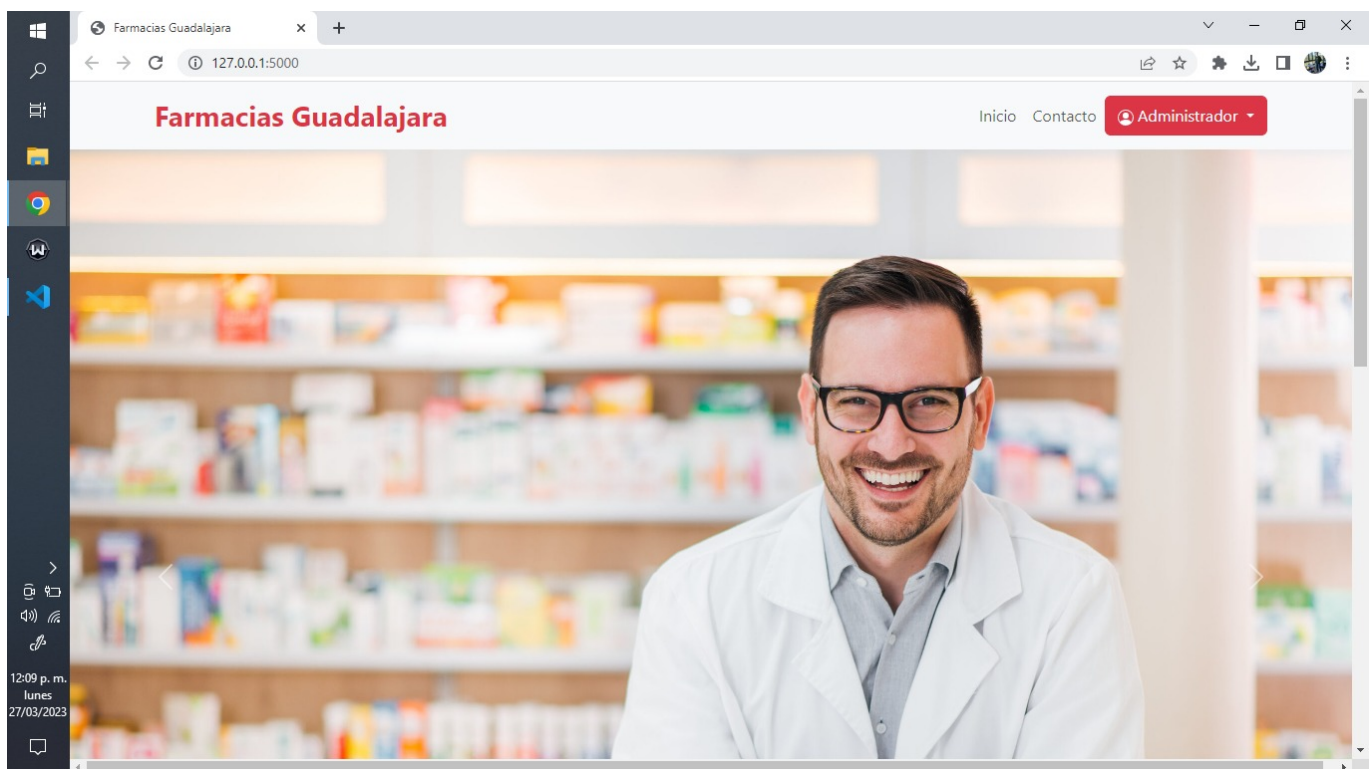 Farmacias Guadalajara
127.0.0.1:5000
Farmacias Guadalajara
Inicio Contacto Administrador
12:09 p. m.
lunes
27/03/2023